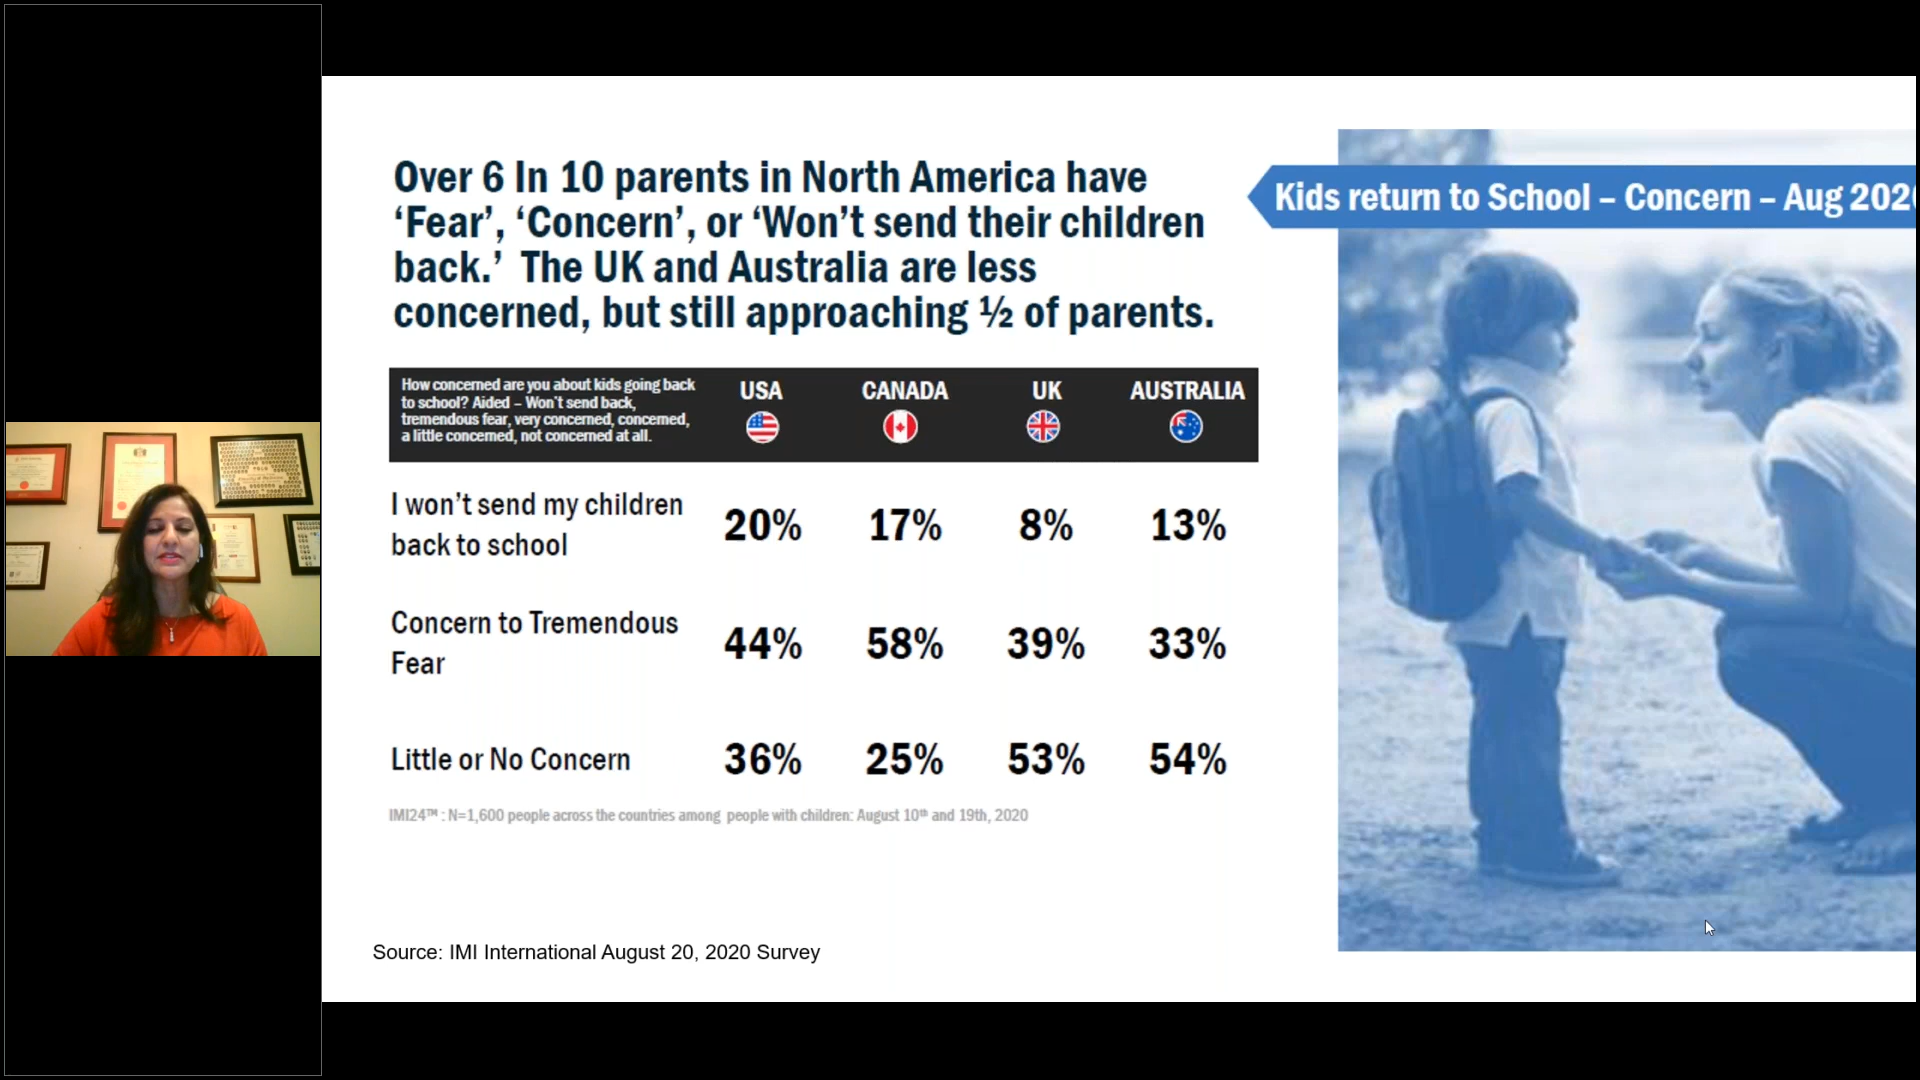 Over 6 In 10 parents in North America have
‘Fear’, ‘Concern’, or ‘Won’t send their children
back.’ The UK and Australia are less
concerned, but still approaching ½ of parents.
Kids return to School – Concern – Aug 202
How concerned are you about kids going back
to school? Aided – Won't send back,
tremendous fear, very concerned, concerned,
a little concerned, not concerned at all.
USA CANADA UK AUSTRALIA
I won’t send my children
back to school
20% 17% 8% 13%
Concern to Tremendous
Fear
44% 58% 39% 33%
Little or No Concern 36% 25% 53% 54%
IMI24™ : N=1,600 people across the countries among people with children: August 10th and 19th, 2020
Source: IMI International August 20, 2020 Survey